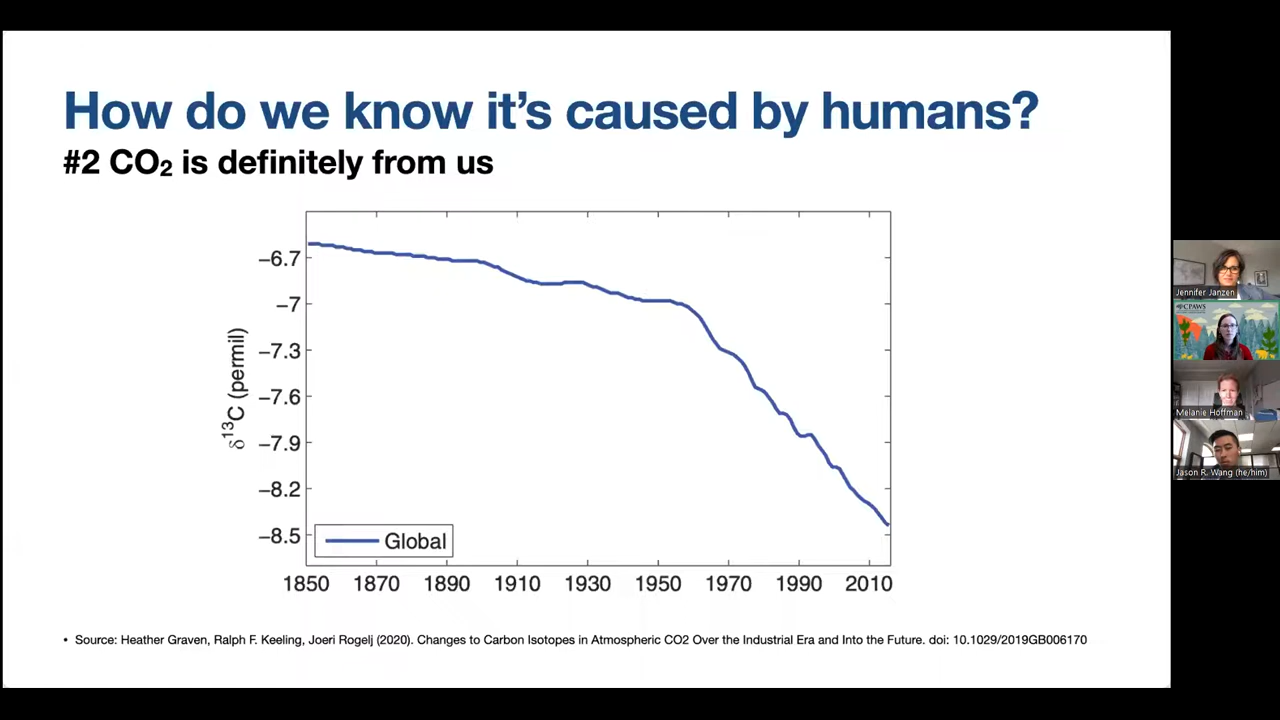 How do we know it's caused by humans?
#2 CO₂ is definitely from us
−6.7
−7
−7.3
−7.6
−7.9
−8.2
−8.5
δ¹³C (permil)
Global
1850 1870 1890 1910 1930 1950 1970 1990 2010
• Source: Heather Graven, Ralph F. Keeling, Joeri Rogelj (2020). Changes to Carbon Isotopes in Atmospheric CO2 Over the Industrial Era and Into the Future. doi: 10.1029/2019GB006170
Jennifer Janzen
CPAWS
Melanie Hoffman
Jason R. Wang (he/him)